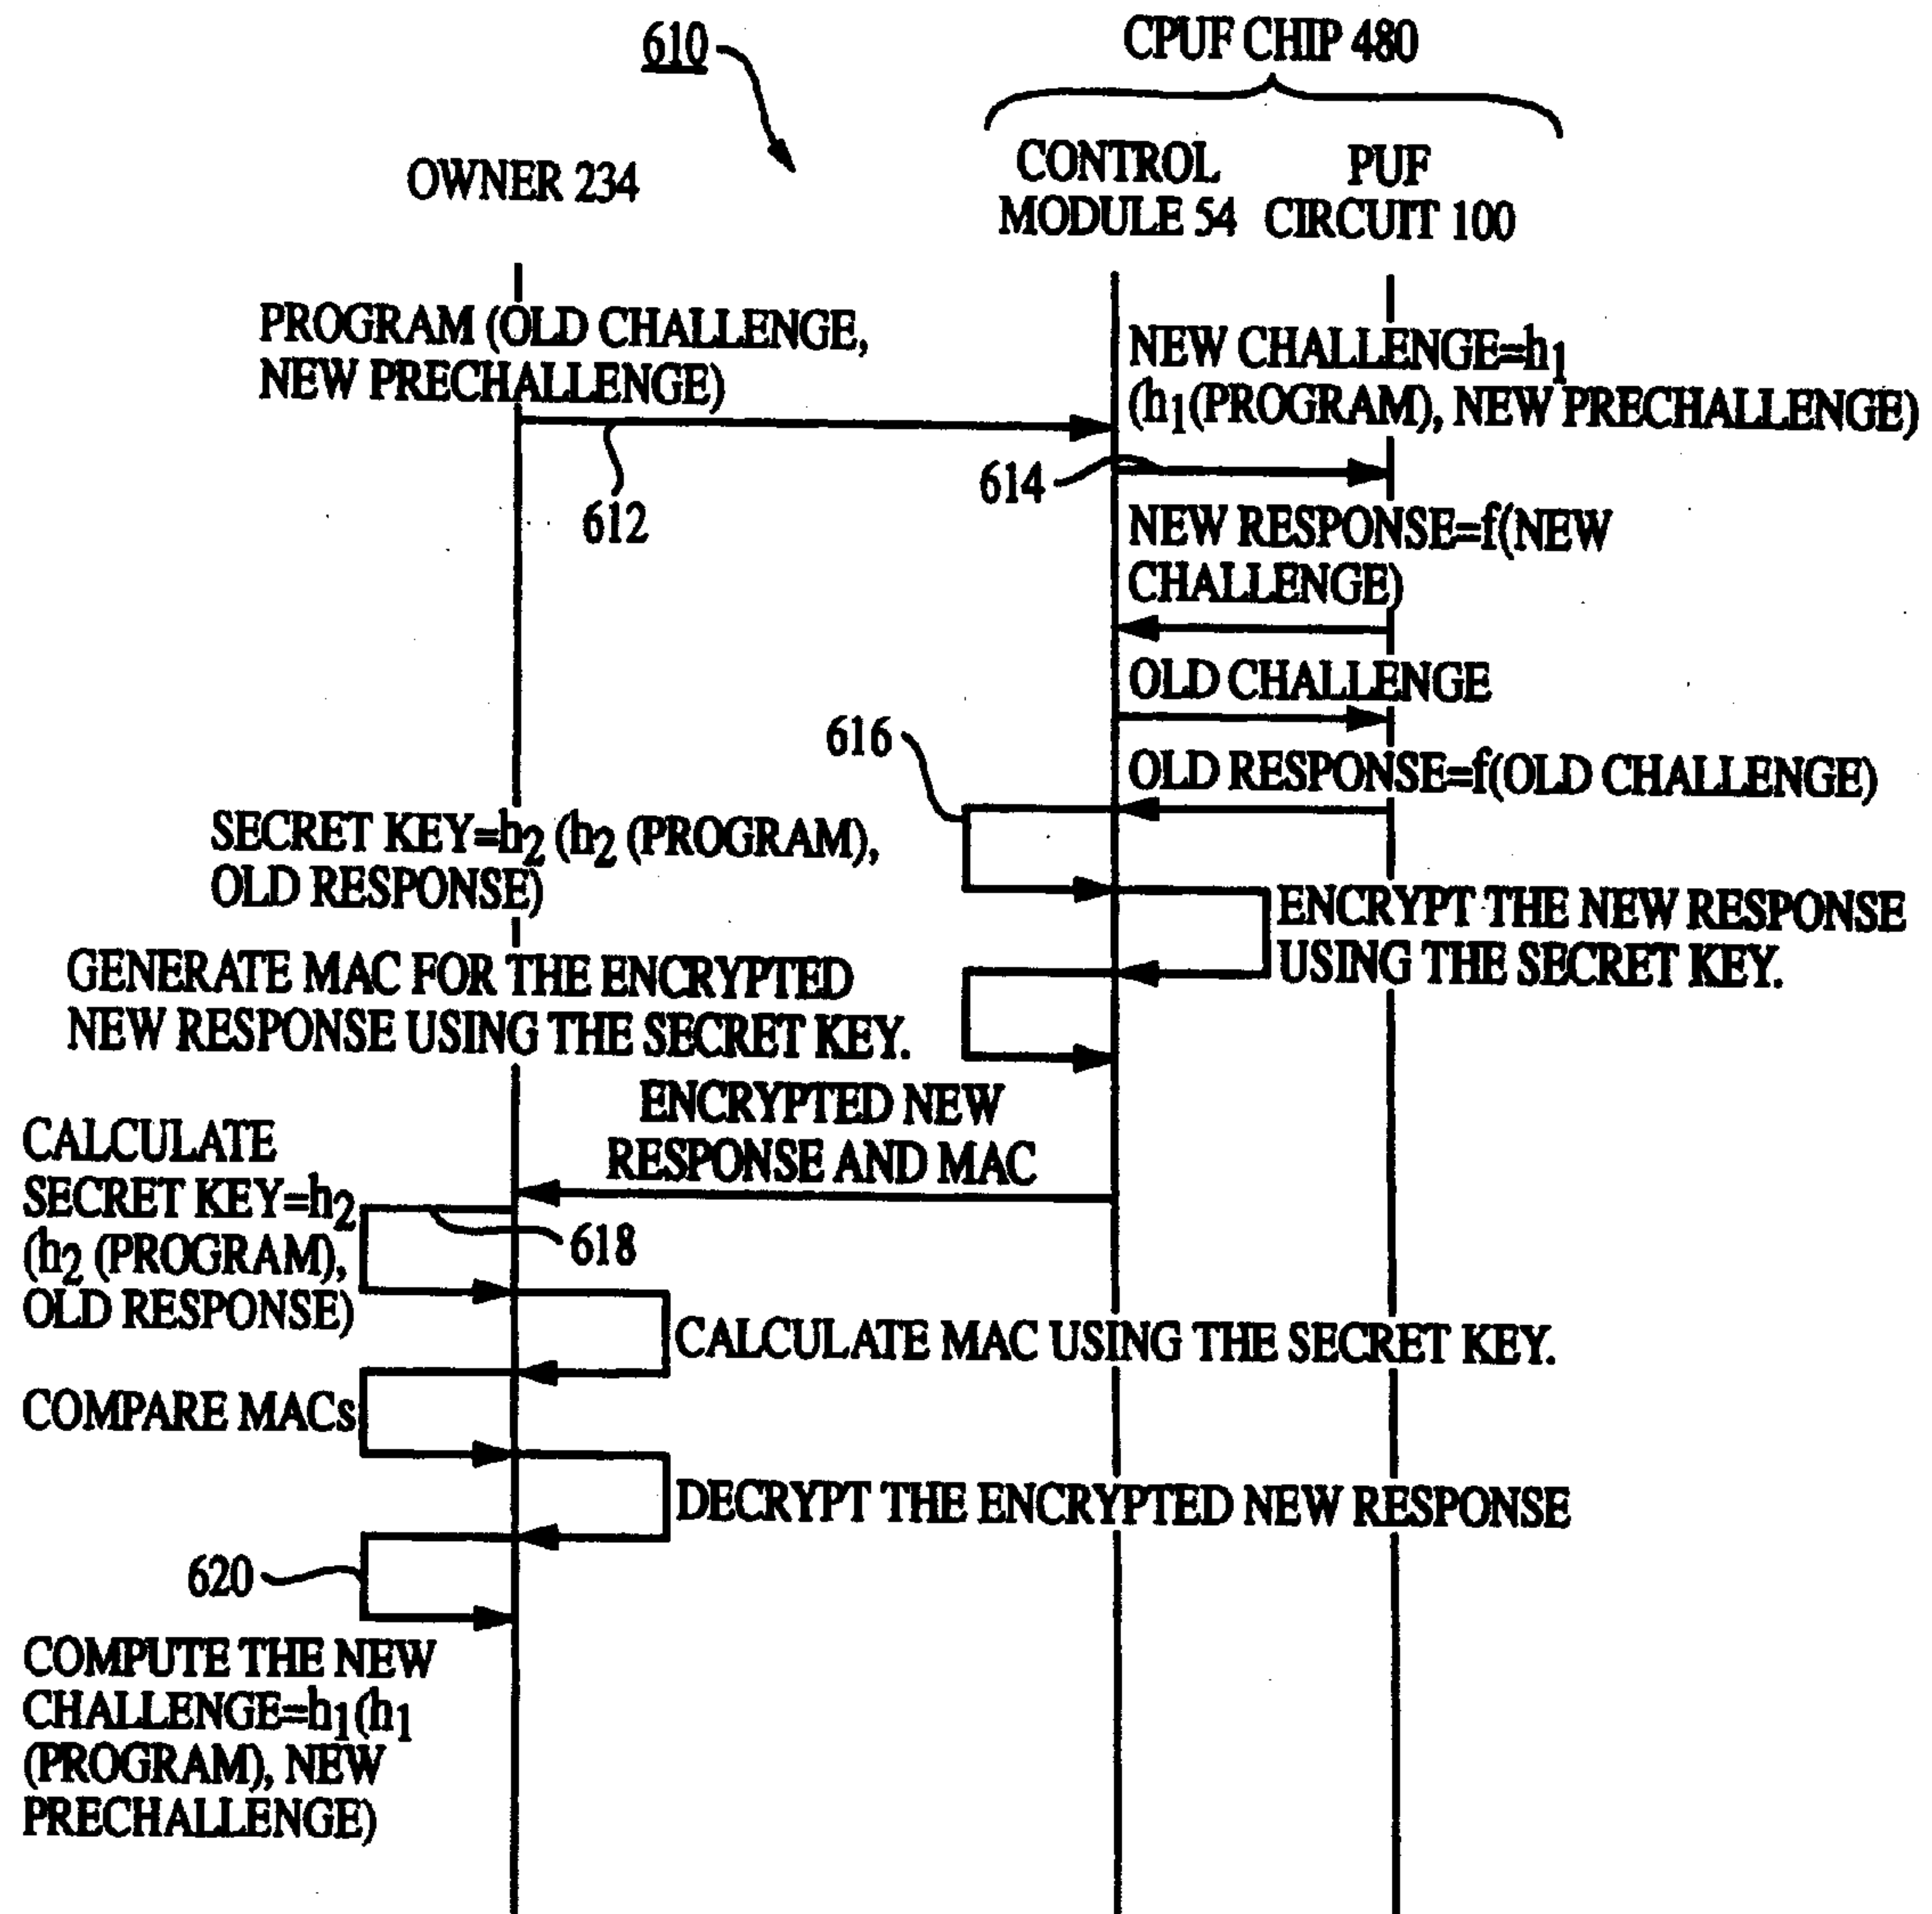 610
CPUF CHIP 480
OWNER 234
CONTROL
MODULE 54
PUF
CIRCUIT 100
PROGRAM (OLD CHALLENGE,
NEW PRECHALLENGE)
612
NEW CHALLENGE=h1
(h1(PROGRAM), NEW PRECHALLENGE)
614
NEW RESPONSE=f(NEW
CHALLENGE)
OLD CHALLENGE
616
OLD RESPONSE=f(OLD CHALLENGE)
SECRET KEY=h2 (h2 (PROGRAM),
OLD RESPONSE)
ENCRYPT THE NEW RESPONSE
USING THE SECRET KEY.
GENERATE MAC FOR THE ENCRYPTED
NEW RESPONSE USING THE SECRET KEY.
ENCRYPTED NEW
RESPONSE AND MAC
CALCULATE
SECRET KEY=h2
(h2 (PROGRAM),
OLD RESPONSE)
618
CALCULATE MAC USING THE SECRET KEY.
COMPARE MACs
DECRYPT THE ENCRYPTED NEW RESPONSE
620
COMPUTE THE NEW
CHALLENGE=h1(h1
(PROGRAM), NEW
PRECHALLENGE)